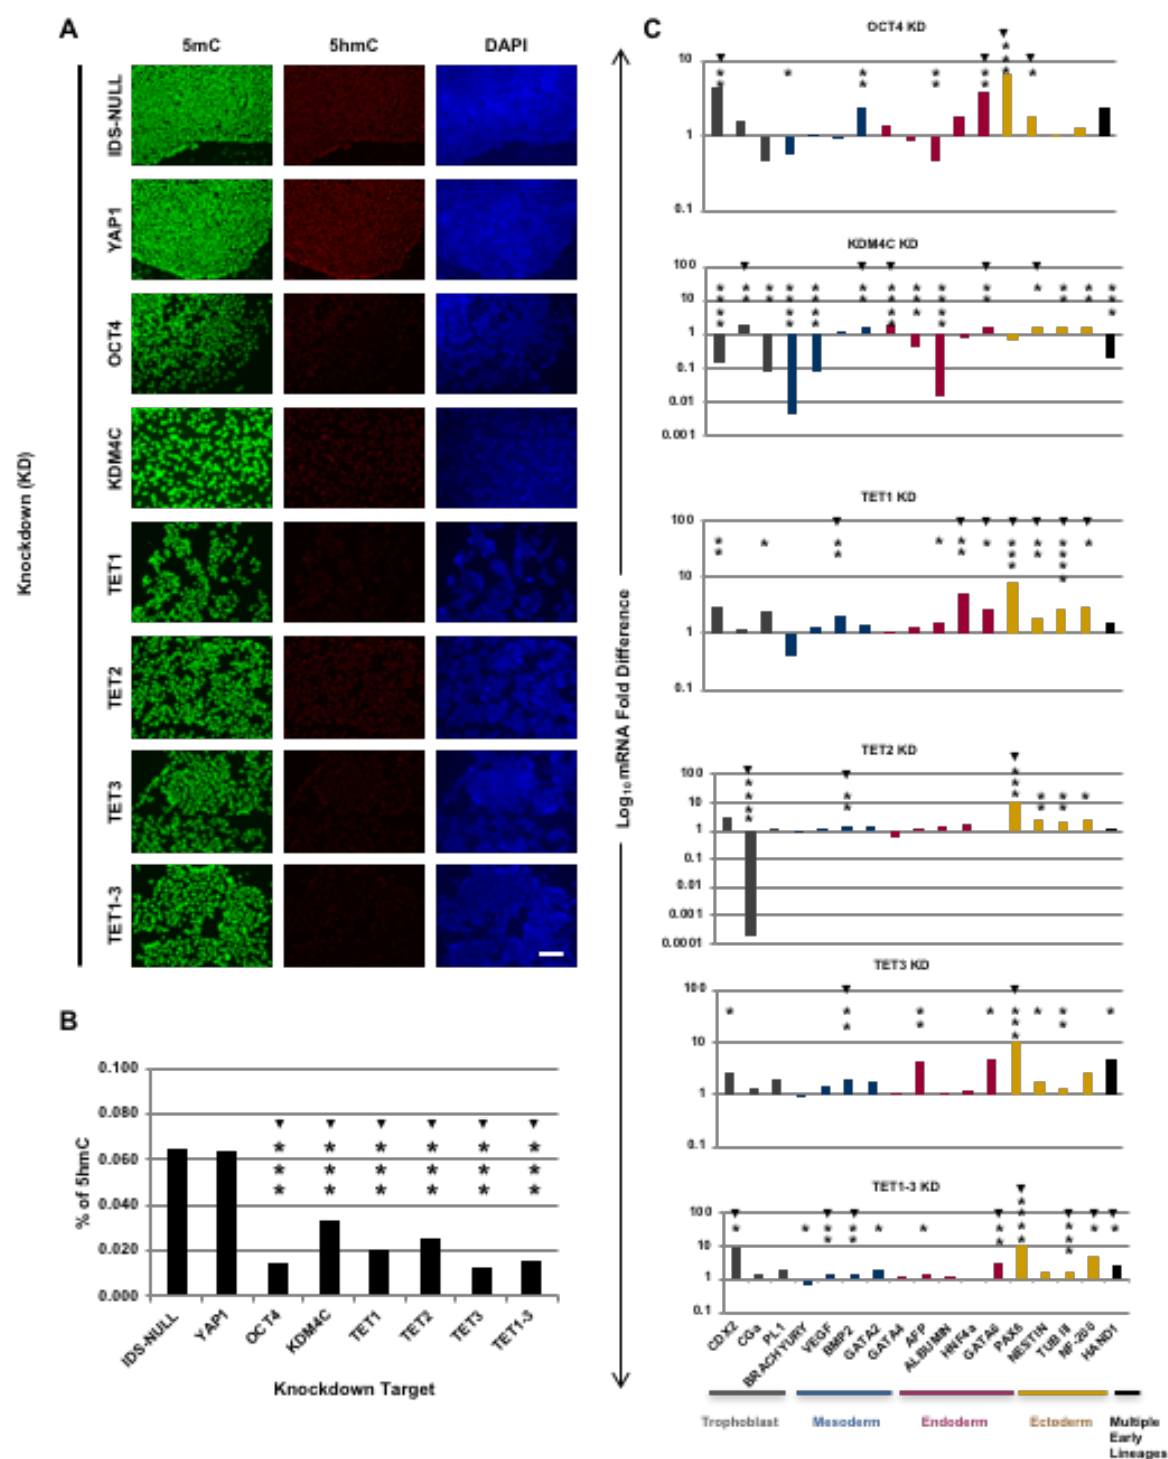 A
5mC
5hmC
DAPI
Knockdown (KD)
IDS-NULL
YAP1
OCT4
KDM4C
TET1
TET2
TET3
TET1-3
B
% of 5hmC
0.100
0.080
0.060
0.040
0.020
0.000
IDS-NULL
YAP1
OCT4
KDM4C
TET1
TET2
TET3
TET1-3
Knockdown Target
C
Log10 mRNA Fold Difference
OCT4 KD
10
1
0.1
KDM4C KD
100
10
1
0.1
0.01
0.001
TET1 KD
100
10
1
0.1
TET2 KD
100
10
1
0.1
0.01
0.001
0.0001
TET3 KD
100
10
1
0.1
TET1-3 KD
100
10
1
0.1
CDX2
CGa
PL1
BRACHYURY
VEGF
BMP2
GATA2
GATA4
AFP
ALBUMIN
HNF4a
GATA6
PAX6
NESTIN
TUB III
NF-200
HAND1
Trophoblast
Mesoderm
Endoderm
Ectoderm
Multiple
Early
Lineages